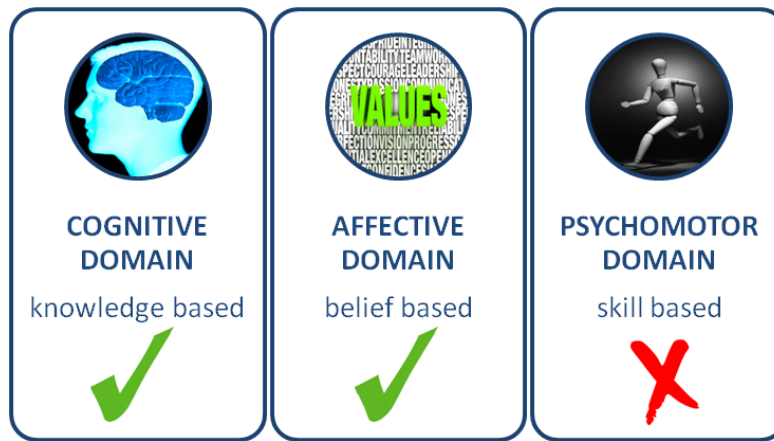 COGNITIVE
DOMAIN
knowledge based
VALUES
AFFECTIVE
DOMAIN
belief based
PSYCHOMOTOR
DOMAIN
skill based